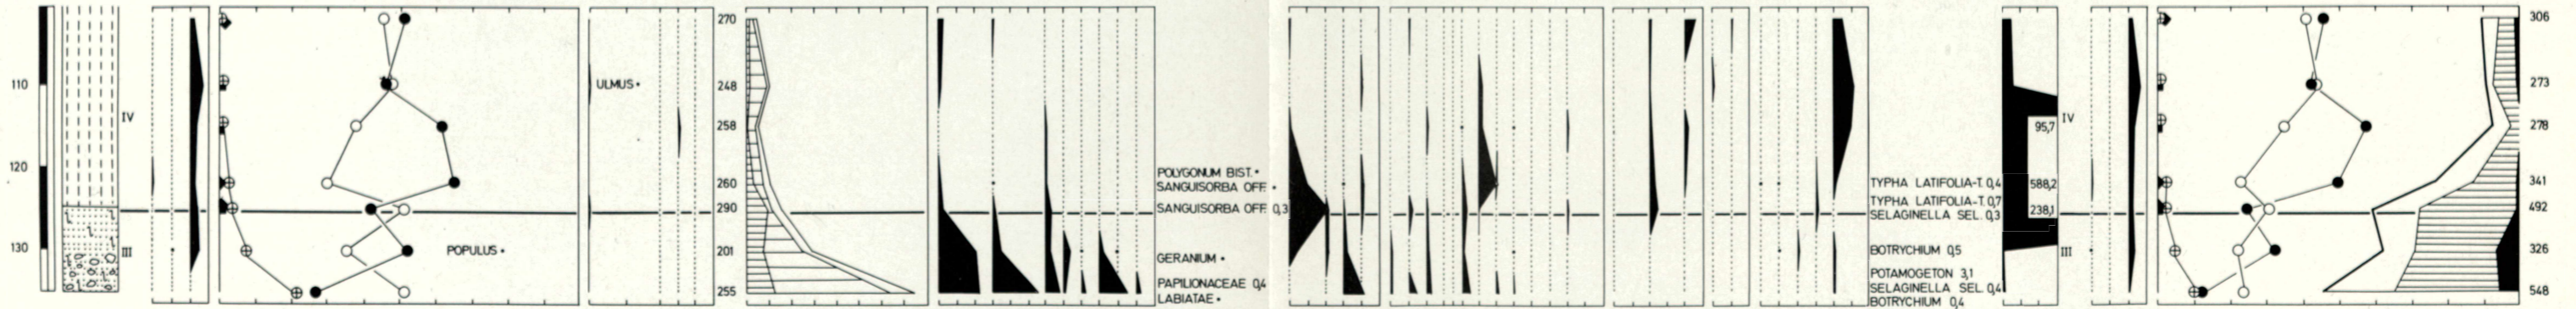 110
120
130
IV
III
POPULUS •
ULMUS •
270
248
258
260
290
201
255
POLYGONUM BIST. •
SANGUISORBA OFF. •
SANGUISORBA OFF. 0,3
GERANIUM •
PAPILIONACEAE 0,4
LABIATAE •
TYPHA LATIFOLIA-T. 0,4
TYPHA LATIFOLIA-T. 0,7
SELAGINELLA SEL. 0,3
BOTRYCHIUM 0,5
POTAMOGETON 3,1
SELAGINELLA SEL. 0,4
BOTRYCHIUM 0,4
95,7
588,2
238,1
IV
III
306
273
278
341
492
326
548